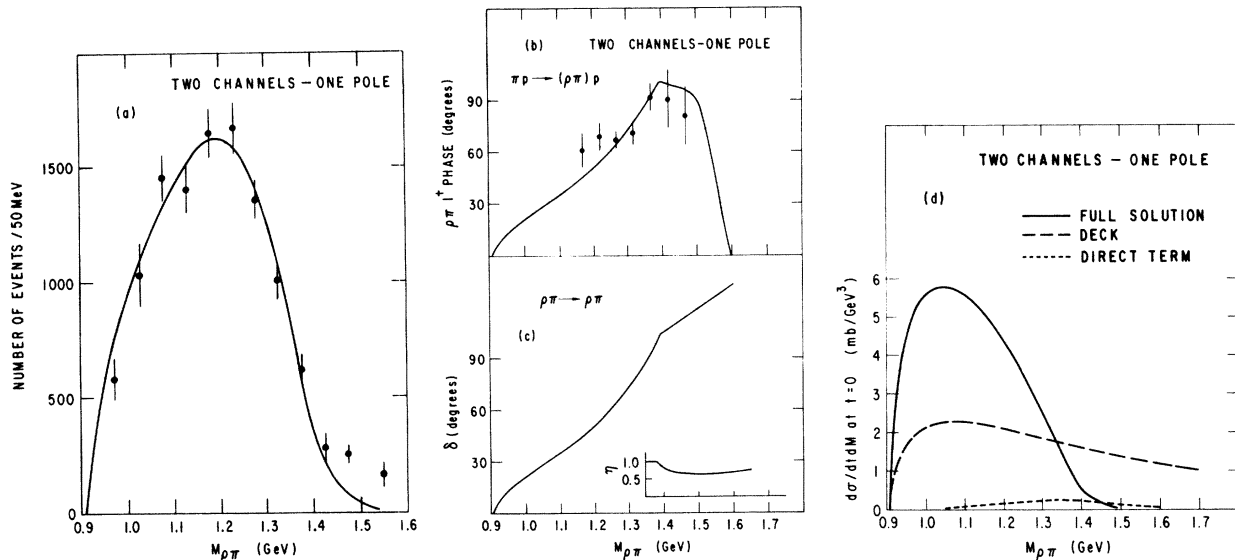 TWO CHANNELS – ONE POLE
(a)
NUMBER OF EVENTS / 50 MeV
1500
1000
500
0
0.9 1.0 1.1 1.2 1.3 1.4 1.5 1.6
Mρπ (GeV)
(b) TWO CHANNELS-ONE POLE
πp → (ρπ) p
ρπ 1+ PHASE (degrees)
90
60
30
ρπ → ρπ
(c)
δ (degrees)
90
60
30
η
1.0
0.5
0.9 1.0 1.1 1.2 1.3 1.4 1.5 1.6 1.7
Mρπ (GeV)
TWO CHANNELS – ONE POLE
(d)
FULL SOLUTION
DECK
DIRECT TERM
dσ/dtdM at t=0 (mb/GeV³)
6
5
4
3
2
1
0
0.9 1.0 1.1 1.2 1.3 1.4 1.5 1.6 1.7
Mρπ (GeV)